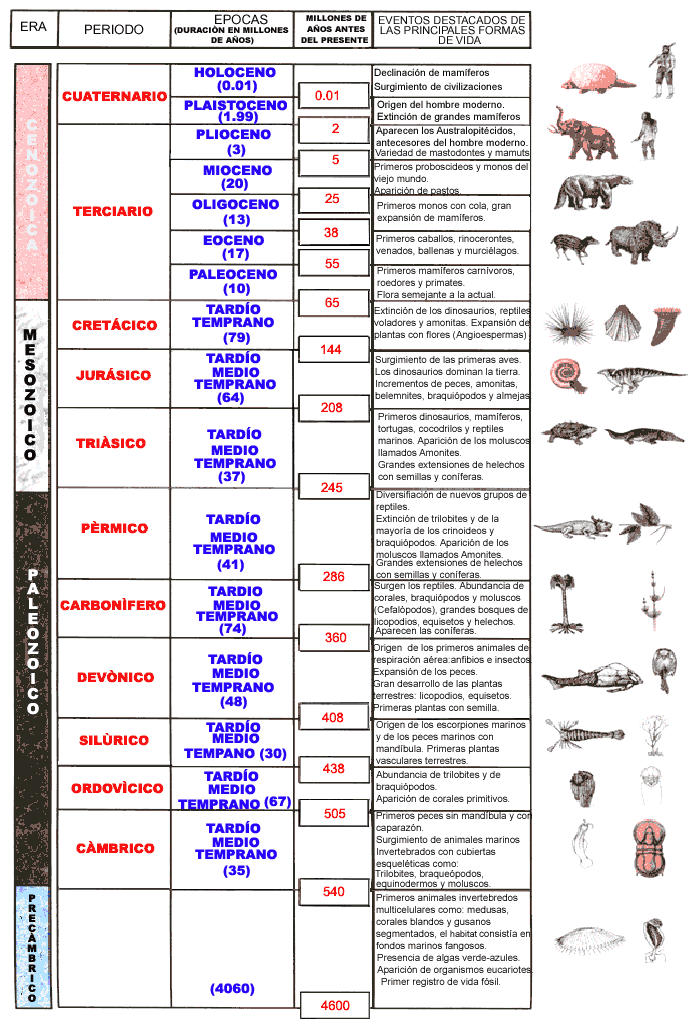 ERA
PERIODO
EPOCAS
(DURACIÓN EN MILLONES
DE AÑOS)
MILLONES DE
AÑOS ANTES
DEL PRESENTE
EVENTOS DESTACADOS DE
LAS PRINCIPALES FORMAS
DE VIDA
CENOZOICA
CUATERNARIO
HOLOCENO
(0.01)
Declinación de mamíferos
Surgimiento de civilizaciones
0.01
PLAISTOCENO
(1.99)
Origen del hombre moderno.
Extinción de grandes mamíferos
2
TERCIARIO
PLIOCENO
(3)
Aparecen los Australopitécidos,
antecesores del hombre moderno.
Variedad de mastodontes y mamuts
5
MIOCENO
(20)
Primeros proboscideos y monos del
viejo mundo.
Aparición de pastos.
25
OLIGOCENO
(13)
Primeros monos con cola, gran
expansión de mamíferos.
38
EOCENO
(17)
Primeros caballos, rinocerontes,
venados, ballenas y murciélagos.
55
PALEOCENO
(10)
Primeros mamíferos carnívoros,
roedores y primates.
Flora semejante a la actual.
65
MESOZOICO
CRETÁCICO
TARDÍO
TEMPRANO
(79)
Extinción de los dinosaurios, reptiles
voladores y amonitas. Expansión de
plantas con flores (Angioespermas)
144
JURÁSICO
TARDÍO
MEDIO
TEMPRANO
(64)
Surgimiento de las primeras aves.
Los dinosaurios dominan la tierra.
Incrementos de peces, amonitas,
belemnites, braquiópodos y almejas
208
TRIÀSICO
TARDÍO
MEDIO
TEMPRANO
(37)
Primeros dinosaurios, mamíferos,
tortugas, cocodrilos y reptiles
marinos. Aparición de los moluscos
llamados Amonites.
Grandes extensiones de helechos
con semillas y coníferas.
245
PALEOZOICO
PÈRMICO
TARDÍO
MEDIO
TEMPRANO
(41)
Diversifiación de nuevos grupos de
reptiles.
Extinción de trilobites y de la
mayoría de los crinoideos y
braquiópodos. Aparición de los
moluscos llamados Amonites.
Grandes extensiones de helechos
con semillas y coníferas.
286
CARBONÌFERO
TARDIO
MEDIO
TEMPRANO
(74)
Surgen los reptiles. Abundancia de
corales, braquiópodos y moluscos
(Cefalópodos), grandes bosques de
licopodios, equisetos y helechos.
Aparecen las coníferas.
360
DEVÒNICO
TARDÍO
MEDIO
TEMPRANO
(48)
Origen de los primeros animales de
respiración aérea:anfibios e insectos
Expansión de los peces.
Gran desarrollo de las plantas
terrestres: licopodios, equisetos.
Primeras plantas con semilla.
408
SILÙRICO
TARDÍO
MEDIO
TEMPANO (30)
Origen de los escorpiones marinos
y de los peces marinos con
mandíbula. Primeras plantas
vasculares terrestres.
438
ORDOVÌCICO
TARDÍO
MEDIO
TEMPRANO (67)
Abundancia de trilobites y de
braquiópodos.
Aparición de corales primitivos.
505
CÀMBRICO
TARDÍO
MEDIO
TEMPRANO
(35)
Primeros peces sin mandíbula y con
caparazón.
Surgimiento de animales marinos
Invertebrados con cubiertas
esqueléticas como:
Trilobites, braqueópodos,
equinodermos y moluscos.
540
PRECÀMBRICO
(4060)
Primeros animales invertebredos
multicelulares como: medusas,
corales blandos y gusanos
segmentados, el habitat consistía en
fondos marinos fangosos.
Presencia de algas verde-azules.
Aparición de organismos eucariotes.
Primer registro de vida fósil.
4600